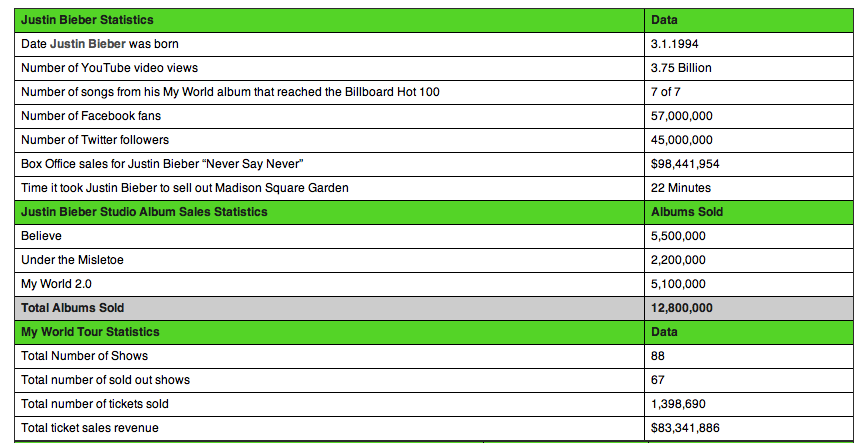 Justin Bieber Statistics Data
Date Justin Bieber was born 3.1.1994
Number of YouTube video views 3.75 Billion
Number of songs from his My World album that reached the Billboard Hot 100 7 of 7
Number of Facebook fans 57,000,000
Number of Twitter followers 45,000,000
Box Office sales for Justin Bieber “Never Say Never” $98,441,954
Time it took Justin Bieber to sell out Madison Square Garden 22 Minutes
Justin Bieber Studio Album Sales Statistics Albums Sold
Believe 5,500,000
Under the Misletoe 2,200,000
My World 2.0 5,100,000
Total Albums Sold 12,800,000
My World Tour Statistics Data
Total Number of Shows 88
Total number of sold out shows 67
Total number of tickets sold 1,398,690
Total ticket sales revenue $83,341,886